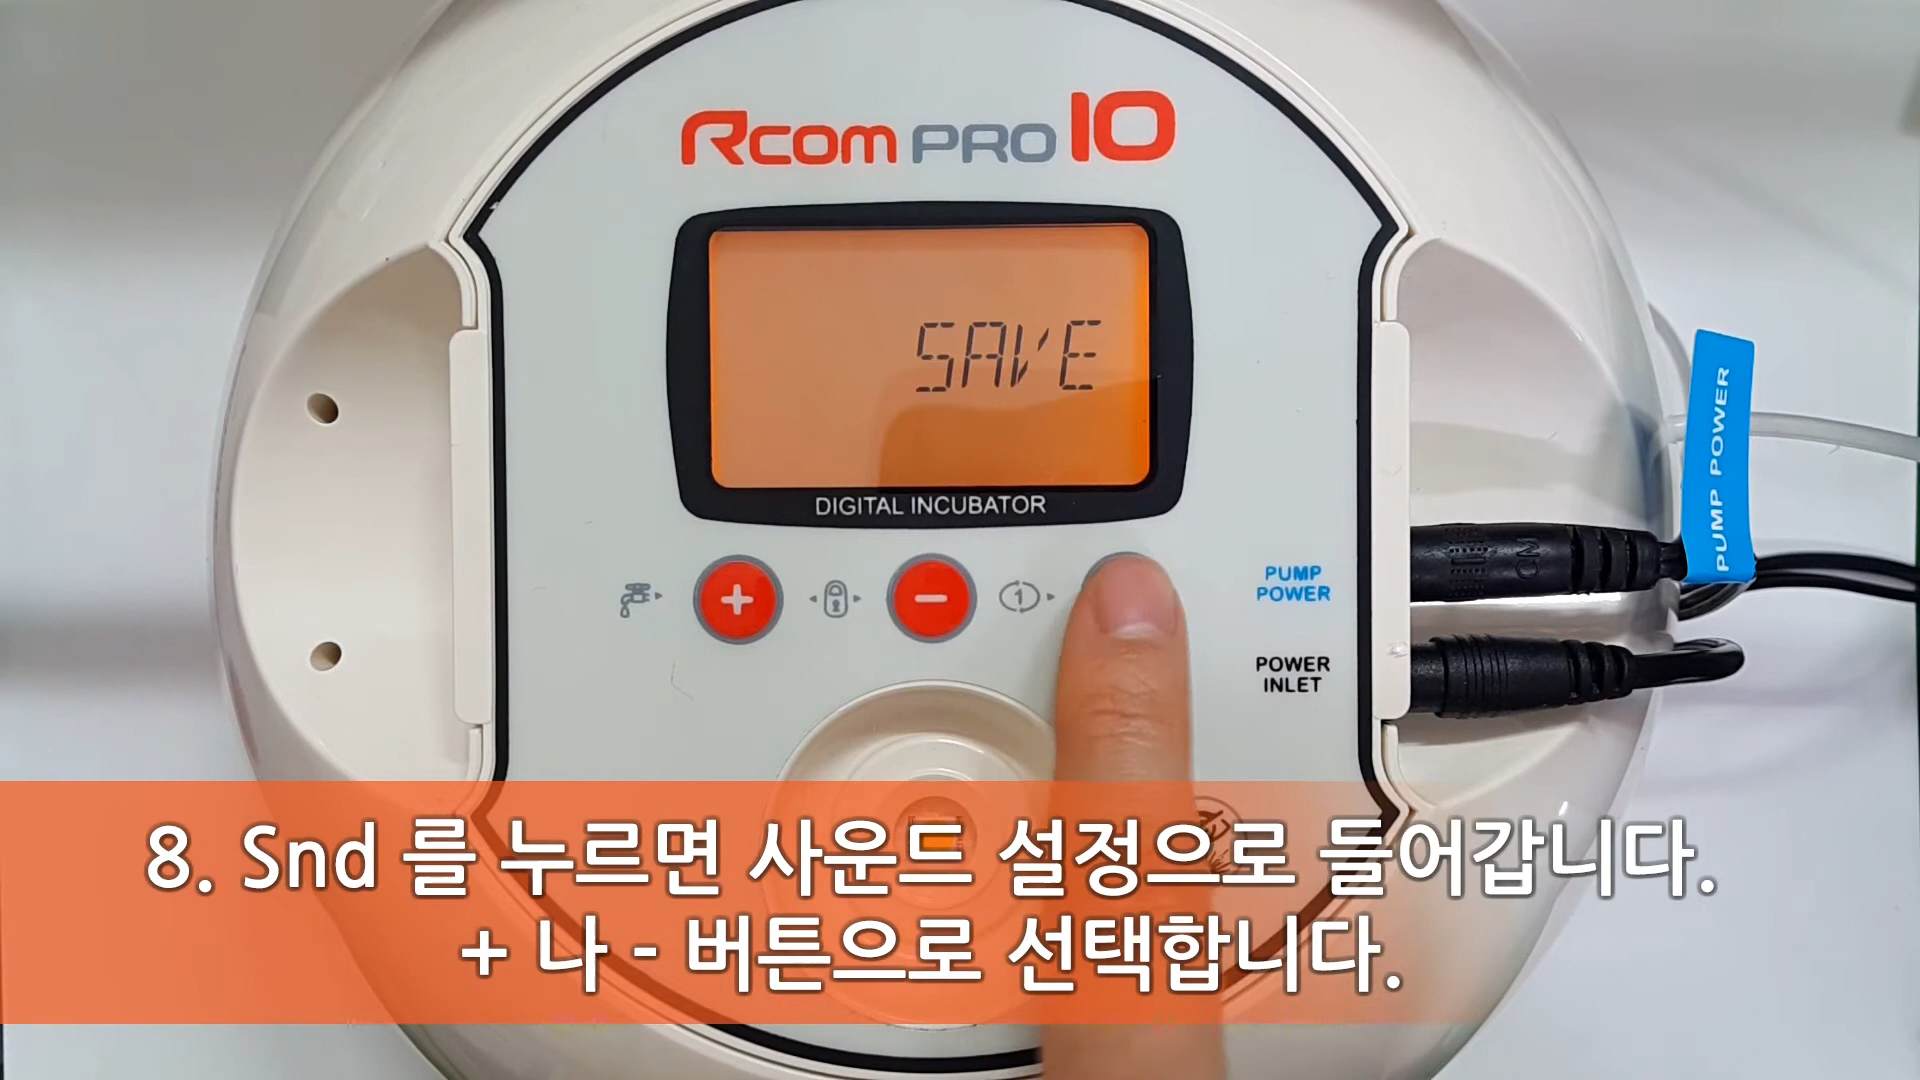 Rcom PRO 10
SAVE
DIGITAL INCUBATOR
+
-
1
PUMP
POWER
POWER
INLET
PUMP POWER
CM
8. Snd 를 누르면 사운드 설정으로 들어갑니다.
+ 나 - 버튼으로 선택합니다.